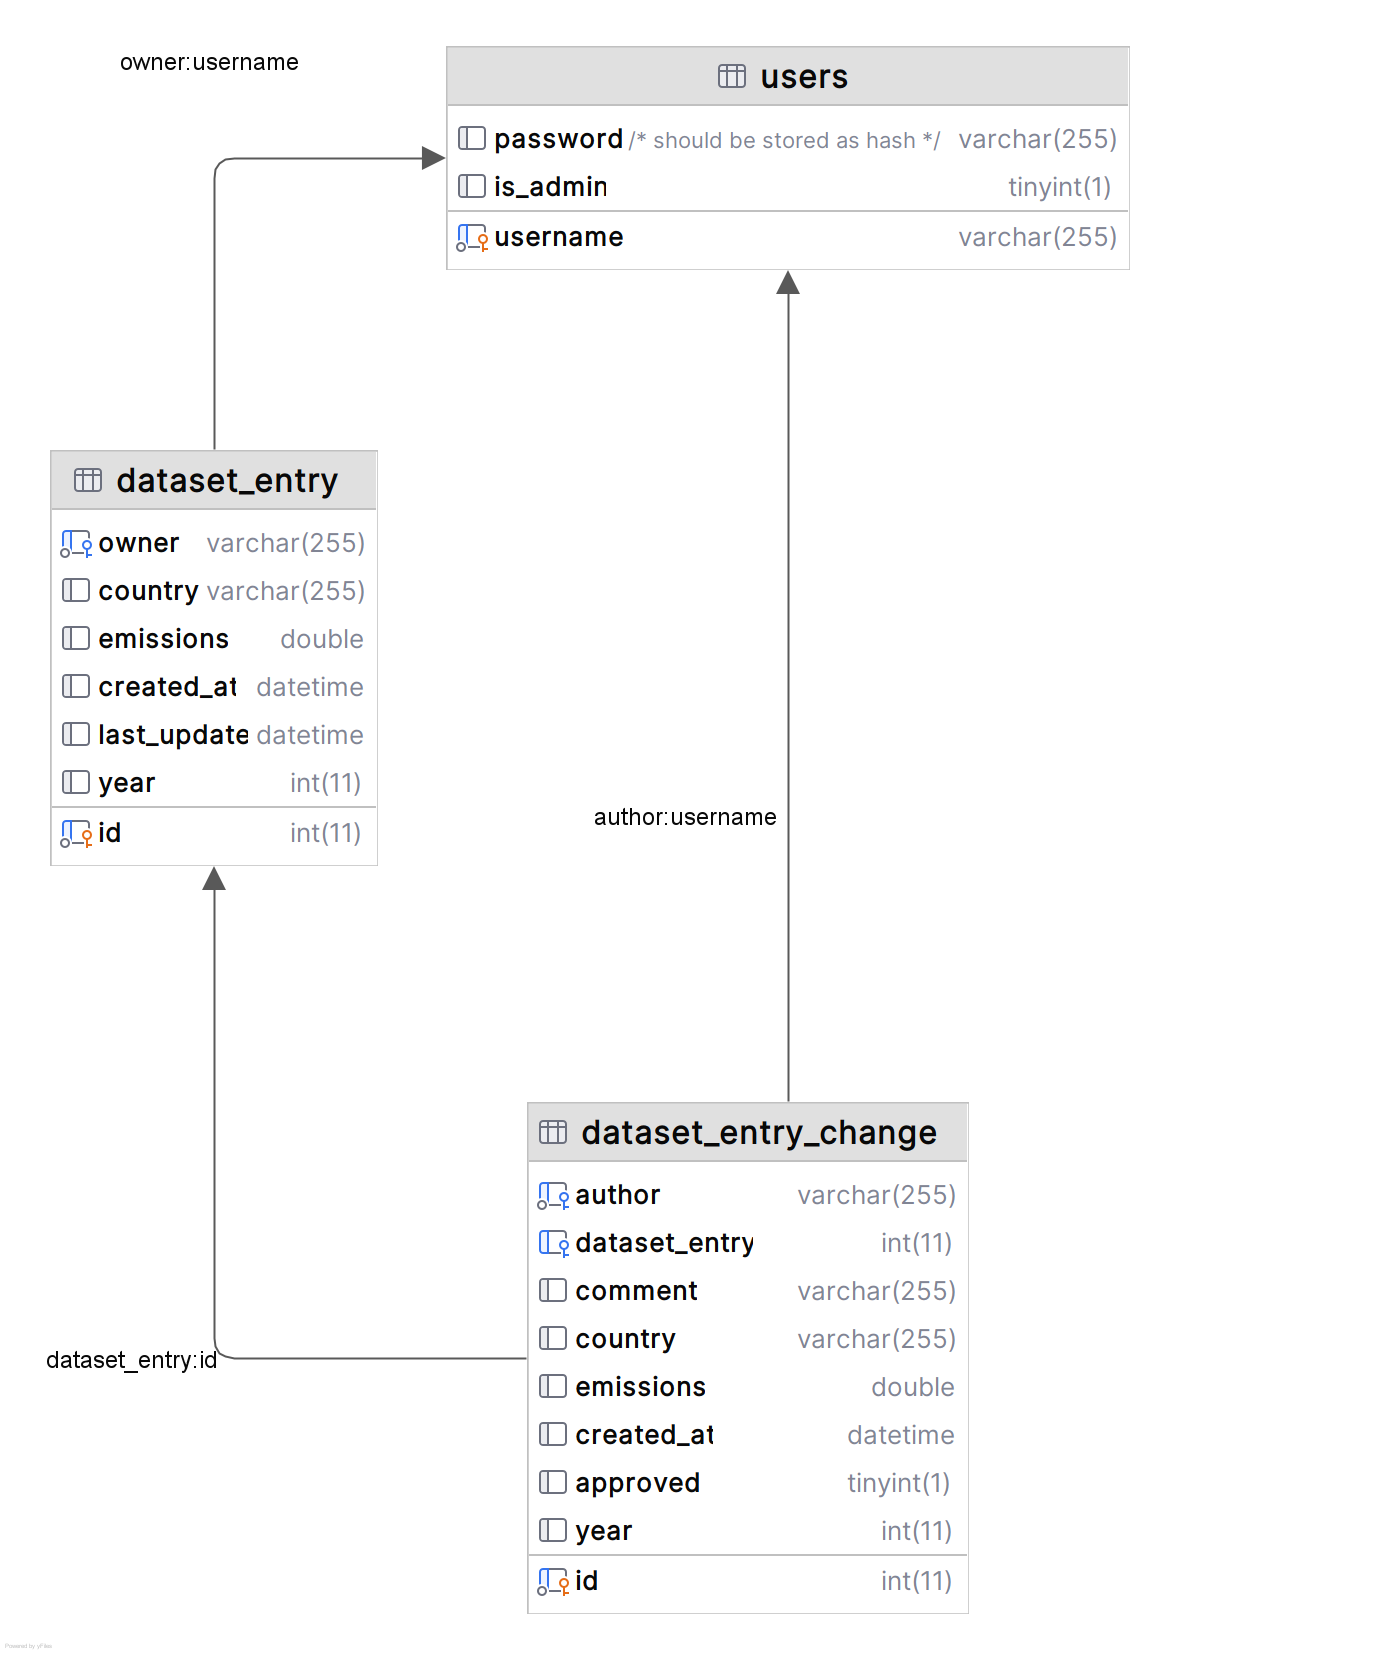 owner:username
users
password /* should be stored as hash */ varchar(255)
is_admin tinyint(1)
username varchar(255)
dataset_entry
owner varchar(255)
country varchar(255)
emissions double
created_at datetime
last_update datetime
year int(11)
id int(11)
author:username
dataset_entry_change
author varchar(255)
dataset_entry int(11)
comment varchar(255)
country varchar(255)
dataset_entry:id
emissions double
created_at datetime
approved tinyint(1)
year int(11)
id int(11)
Powered by yFiles